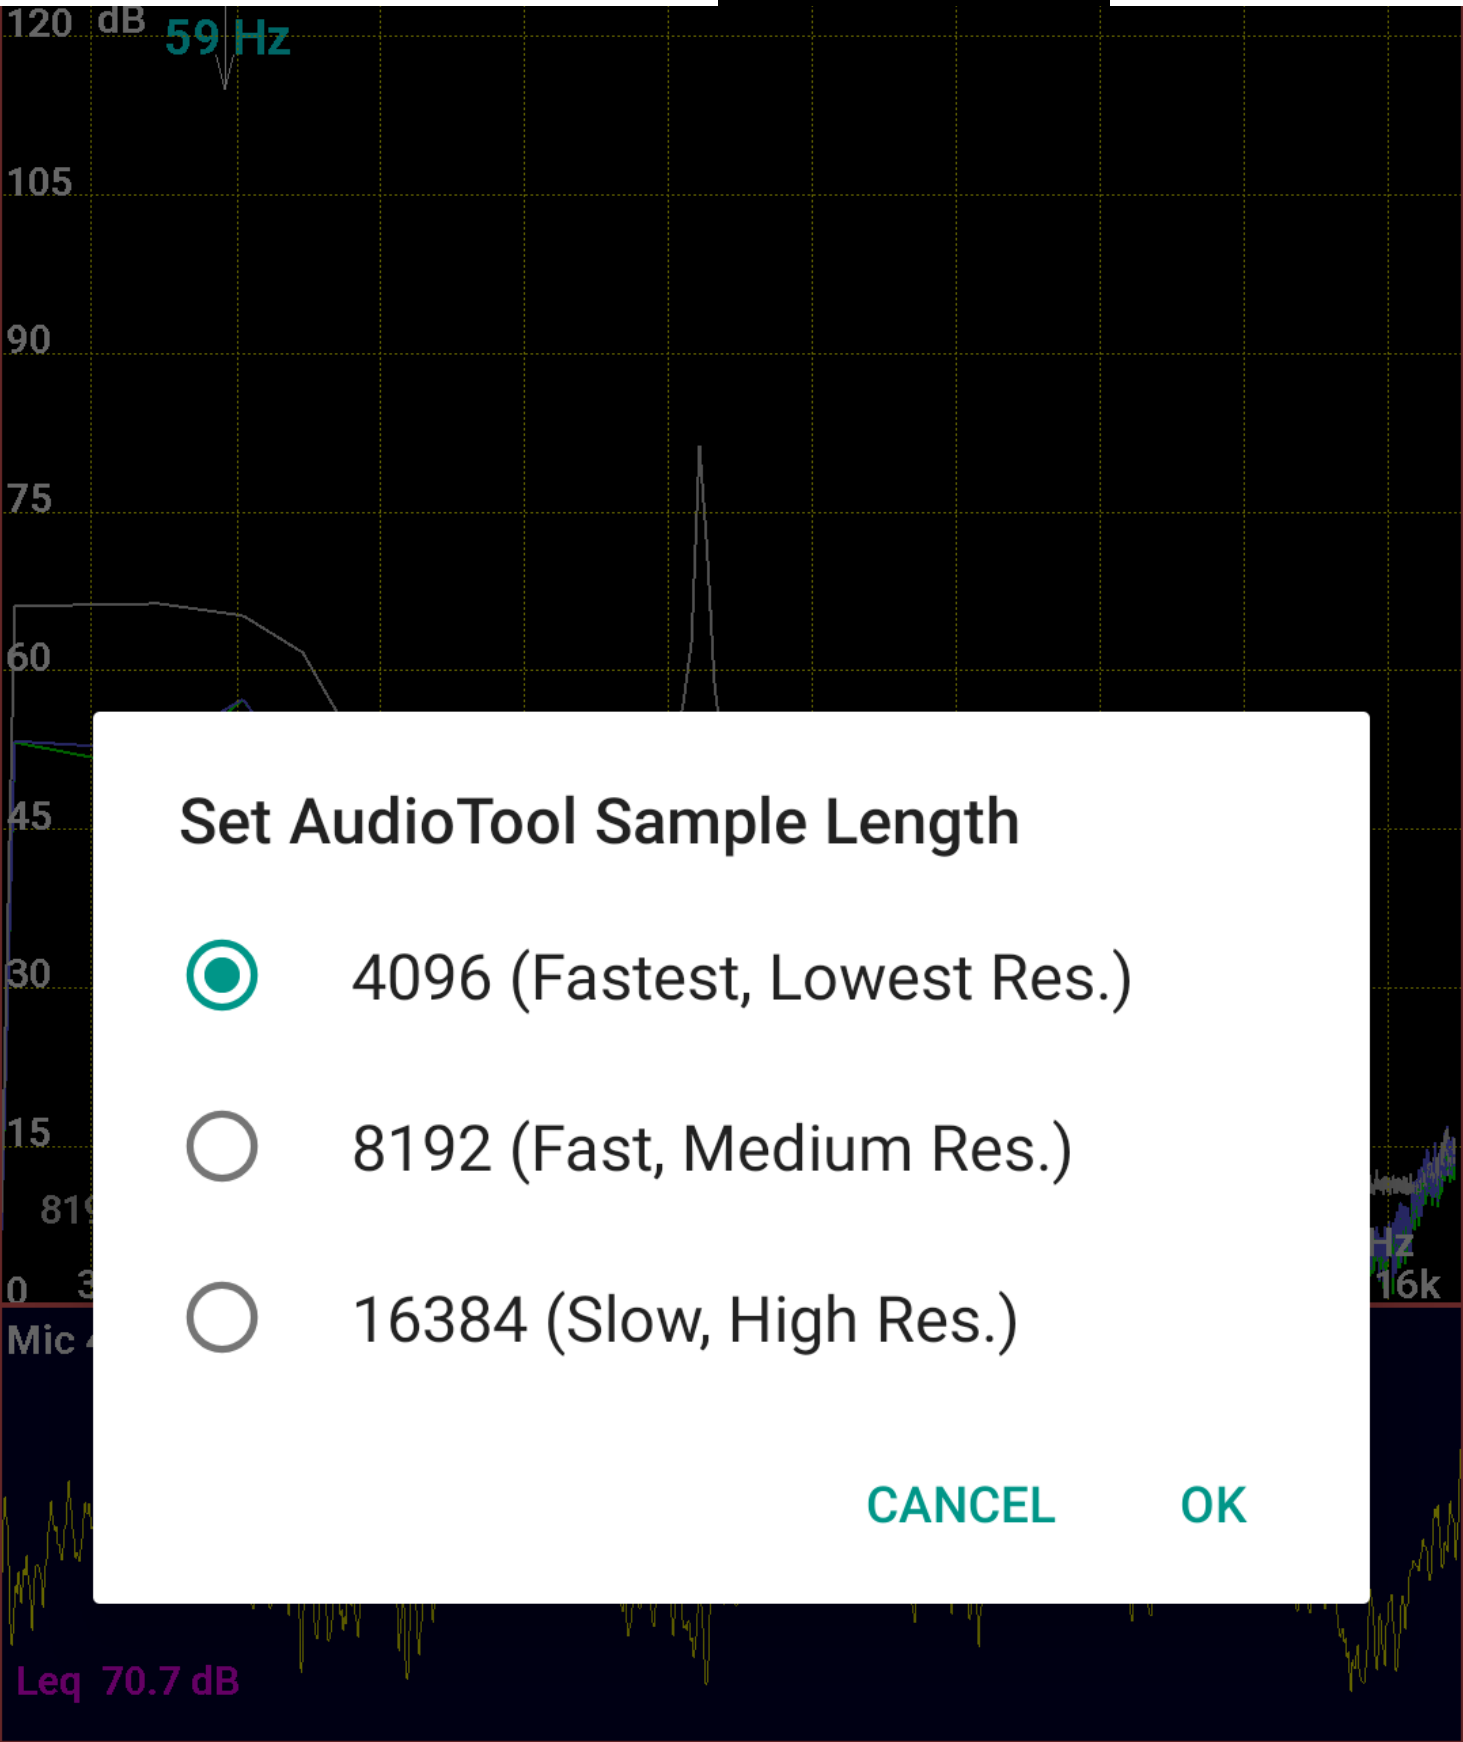 120 dB
59 Hz
105
90
75
60
45
Set AudioTool Sample Length
4096 (Fastest, Lowest Res.)
30
8192 (Fast, Medium Res.)
15
Hz
0
16k
16384 (Slow, High Res.)
Mic
CANCEL OK
Leq 70.7 dB